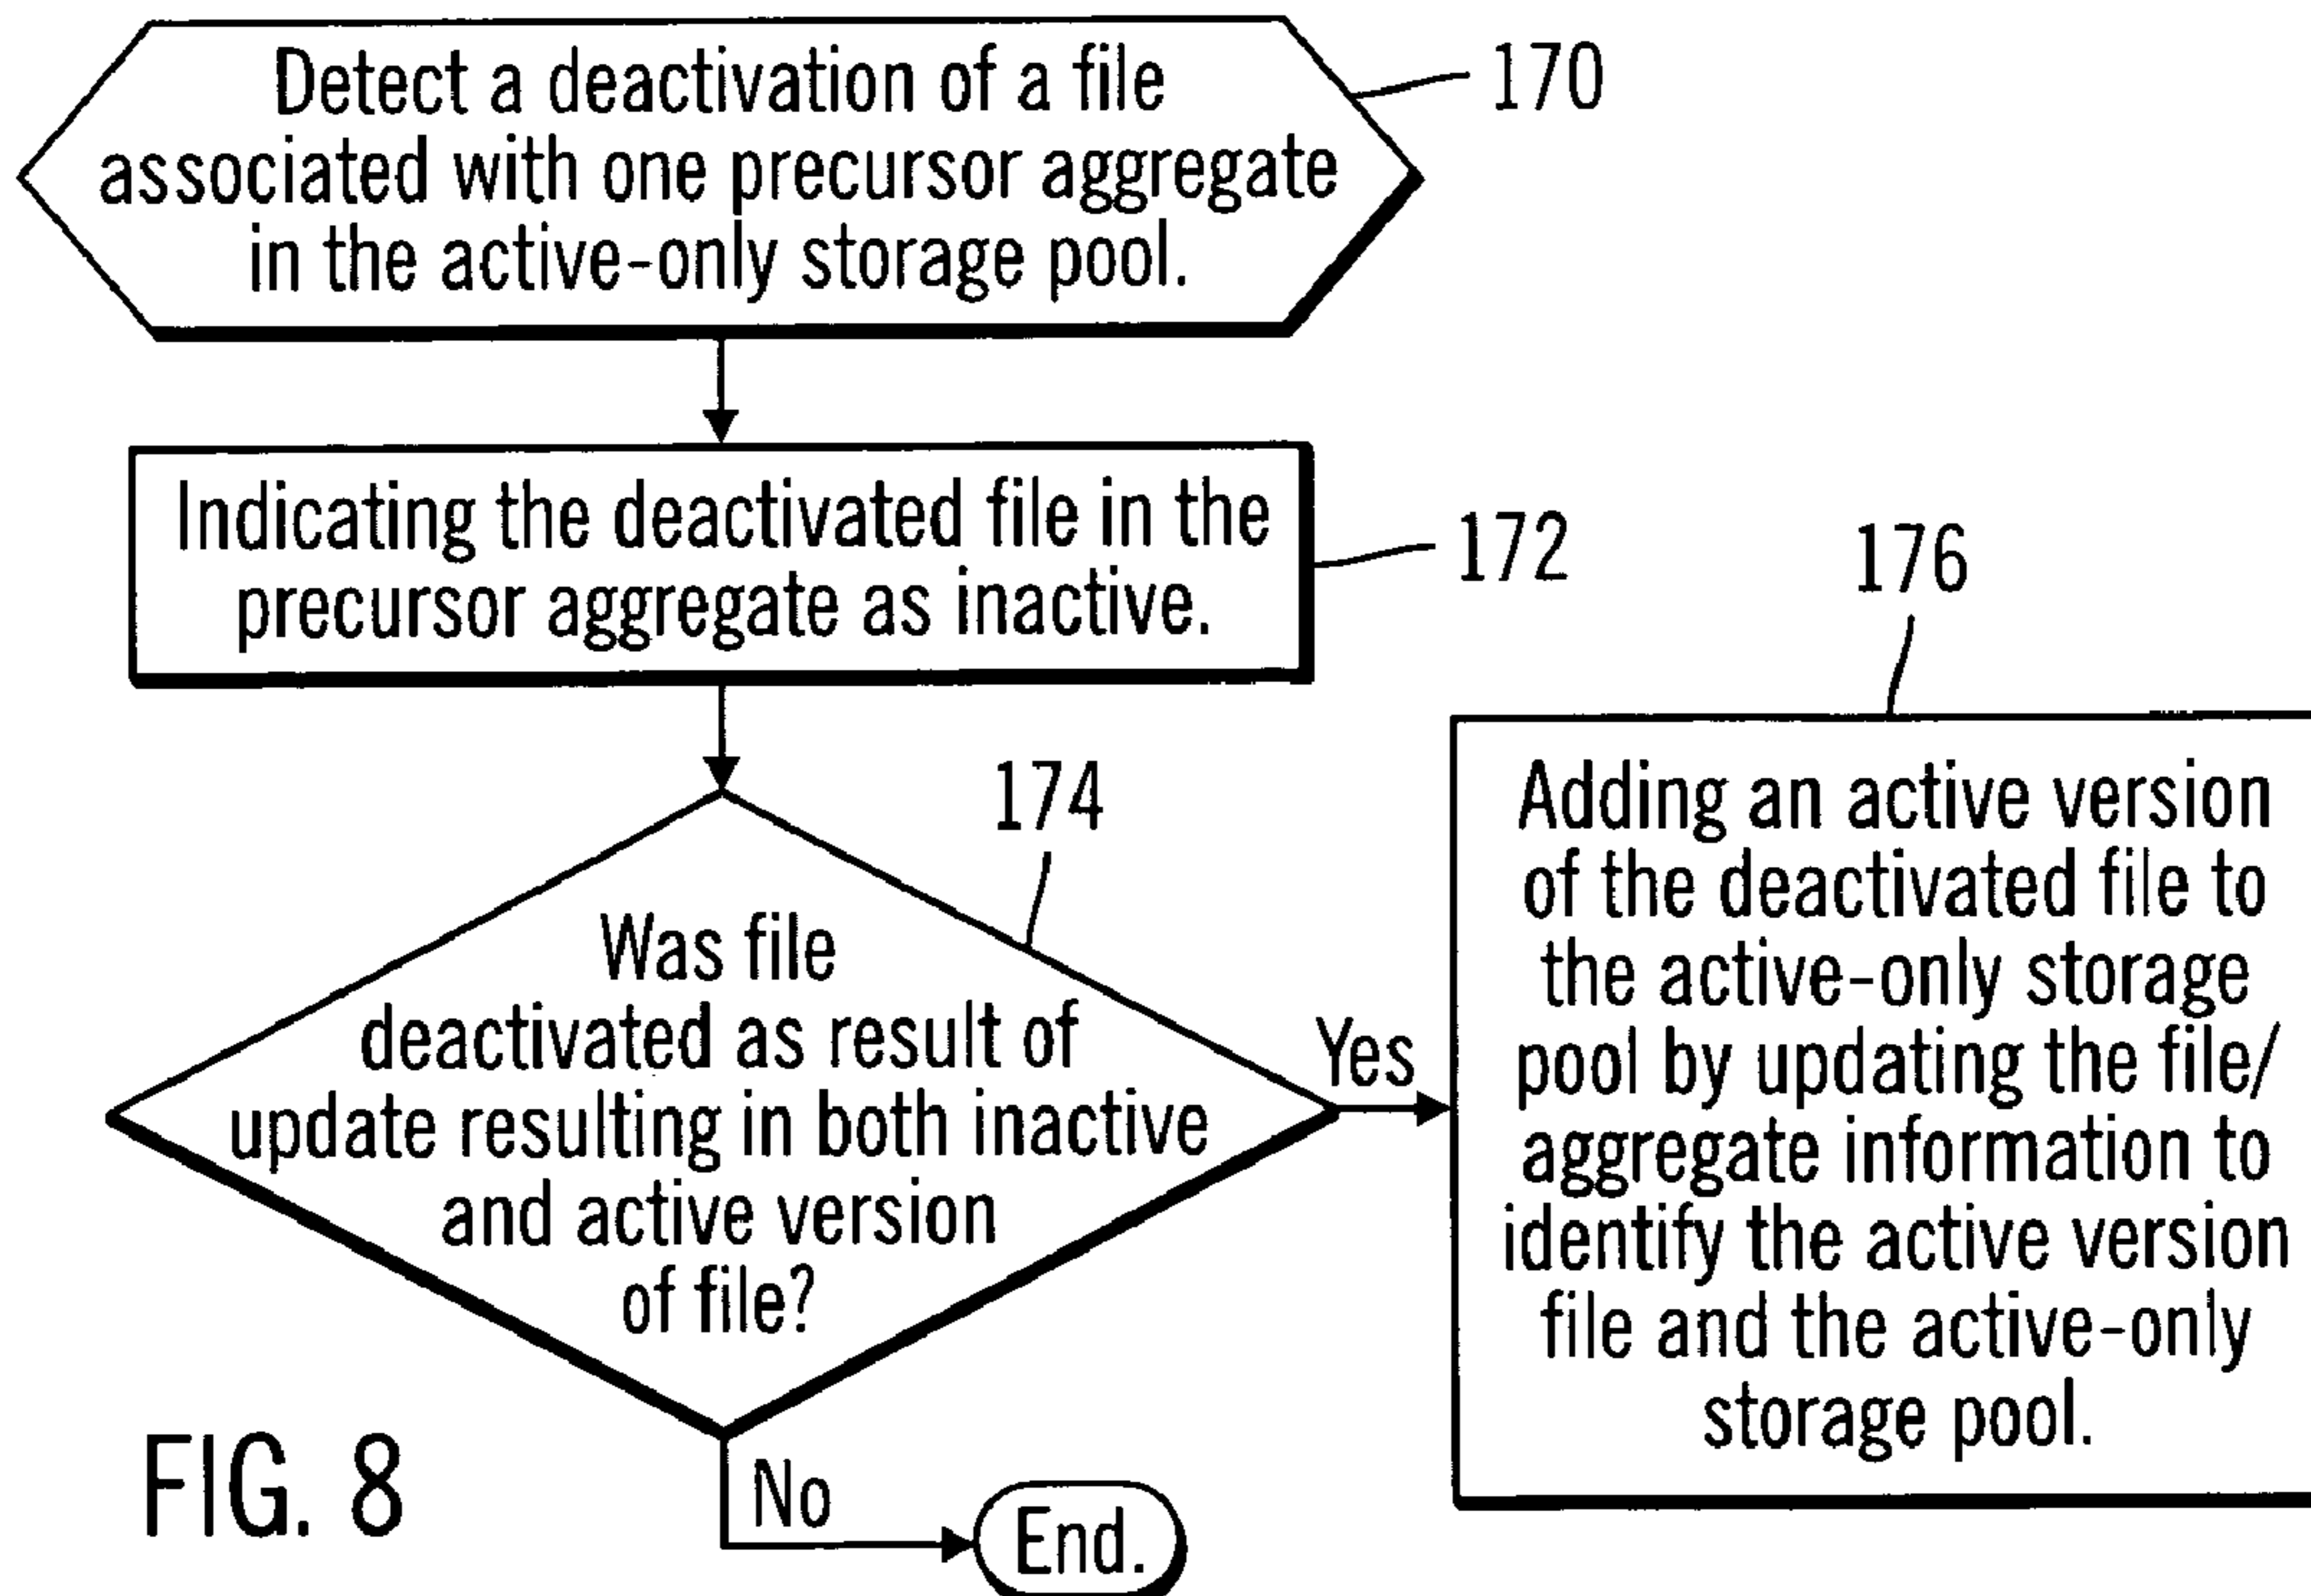 Detect a deactivation of a file
associated with one precursor aggregate
in the active-only storage pool.
170
Indicating the deactivated file in the
precursor aggregate as inactive.
172
174
Was file
deactivated as result of
update resulting in both inactive
and active version
of file?
Yes
No
End.
176
Adding an active version
of the deactivated file to
the active-only storage
pool by updating the file/
aggregate information to
identify the active version
file and the active-only
storage pool.
FIG. 8